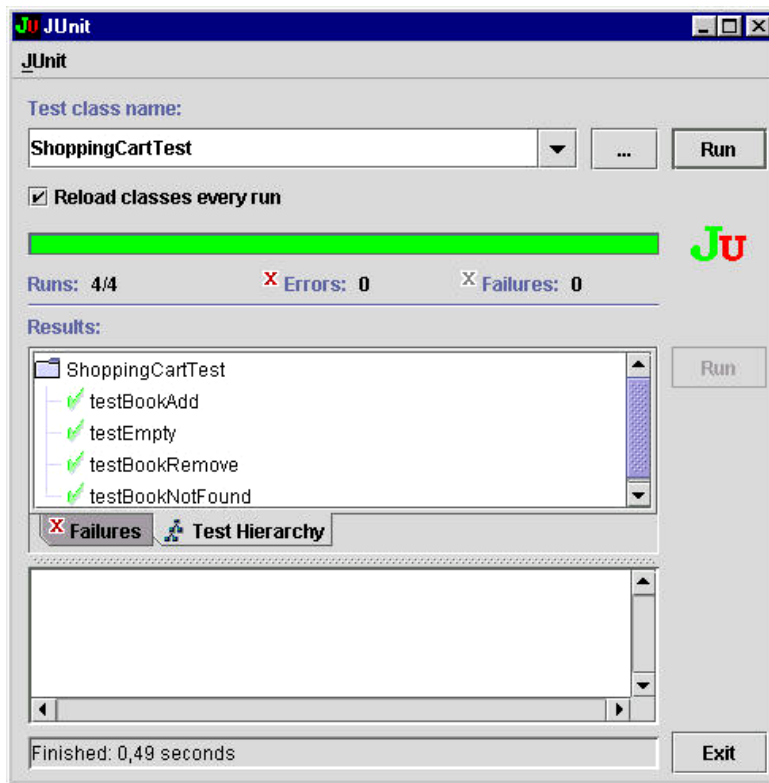 JU JUnit
JUnit
Test class name:
ShoppingCartTest
...
Run
Reload classes every run
JU
Runs: 4/4 X Errors: 0 X Failures: 0
Results:
ShoppingCartTest
Run
testBookAdd
testEmpty
testBookRemove
testBookNotFound
X Failures Test Hierarchy
Finished: 0,49 seconds
Exit